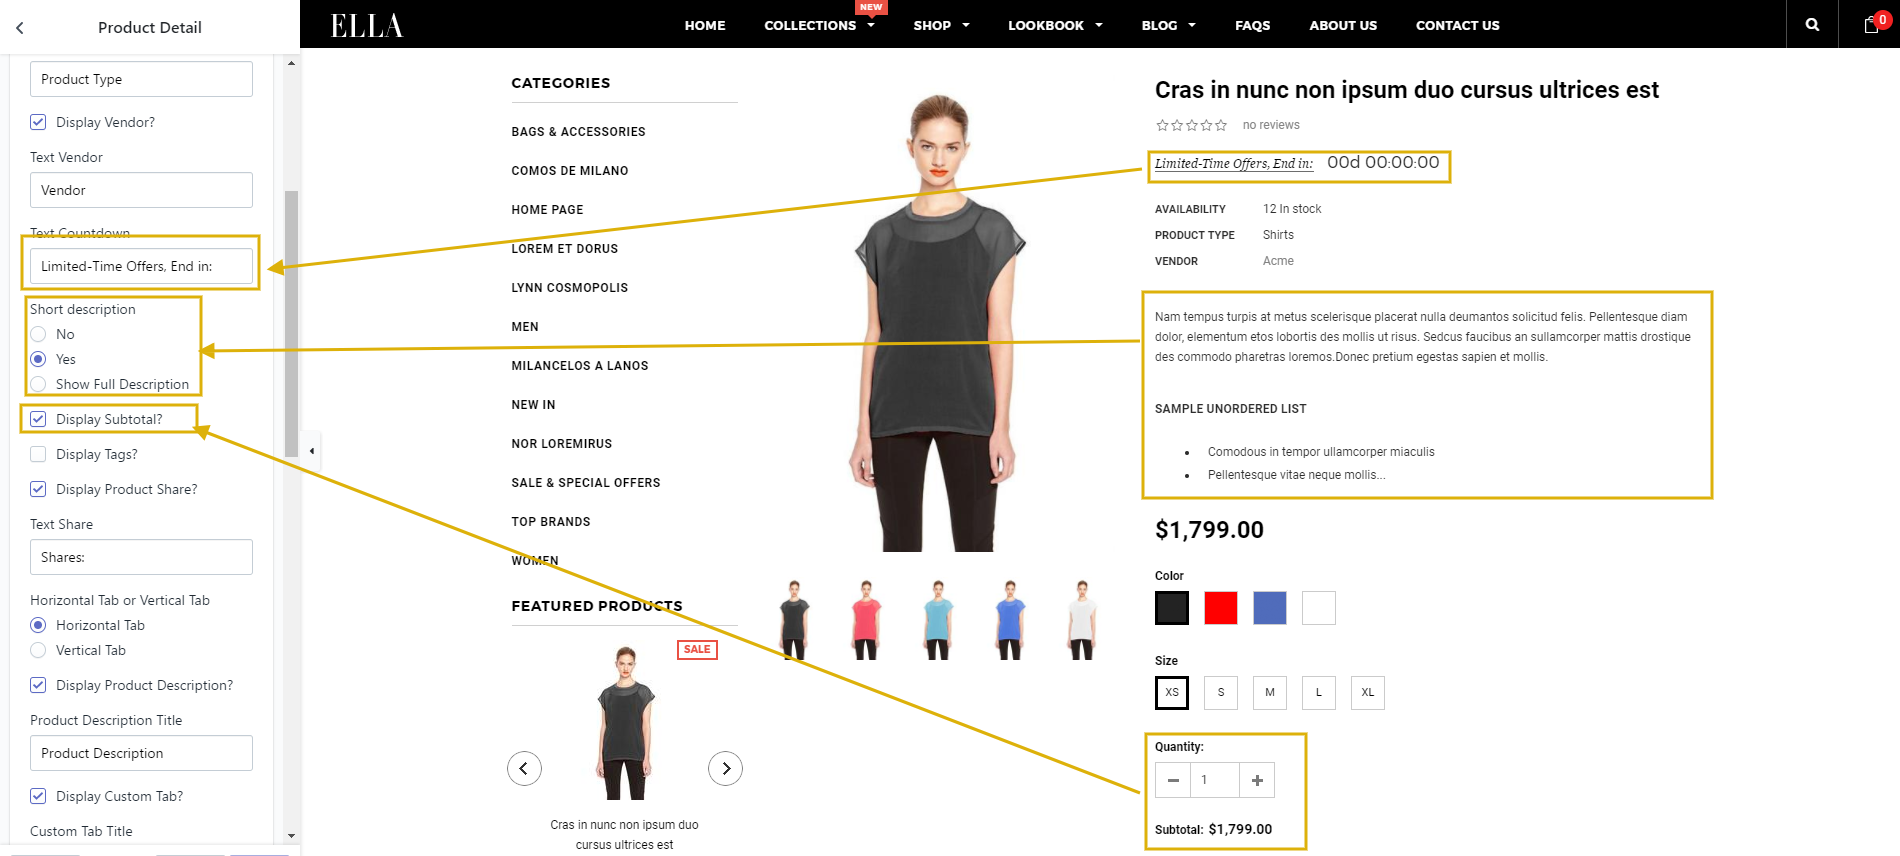 Product Detail
Product Type
Display Vendor?
Text Vendor
Vendor
Text Countdown
Limited-Time Offers, End in:
Short description
No
Yes
Show Full Description
Display Subtotal?
Display Tags?
Display Product Share?
Text Share
Shares:
Horizontal Tab or Vertical Tab
Horizontal Tab
Vertical Tab
Display Product Description?
Product Description Title
Product Description
Display Custom Tab?
Custom Tab Title
ELLA
HOME
COLLECTIONS
NEW
SHOP
LOOKBOOK
BLOG
FAQS
ABOUT US
CONTACT US
0
CATEGORIES
BAGS & ACCESSORIES
COMOS DE MILANO
HOME PAGE
LOREM ET DORUS
LYNN COSMOPOLIS
MEN
MILANCELOS A LANOS
NEW IN
NOR LOREMIRUS
SALE & SPECIAL OFFERS
TOP BRANDS
WOMEN
FEATURED PRODUCTS
SALE
Cras in nunc non ipsum duo
cursus ultrices est
Cras in nunc non ipsum duo cursus ultrices est
no reviews
Limited-Time Offers, End in: 00d 00:00:00
AVAILABILITY 12 In stock
PRODUCT TYPE Shirts
VENDOR Acme
Nam tempus turpis at metus scelerisque placerat nulla deumantos solicitud felis. Pellentesque diam
dolor, elementum etos lobortis des mollis ut risus. Sedcus faucibus an sullamcorper mattis drostique
des commodo pharetras loremos.Donec pretium egestas sapien et mollis.
SAMPLE UNORDERED LIST
Comodous in tempor ullamcorper miaculis
Pellentesque vitae neque mollis...
$1,799.00
Color
Size
XS S M L XL
Quantity:
1
Subtotal: $1,799.00